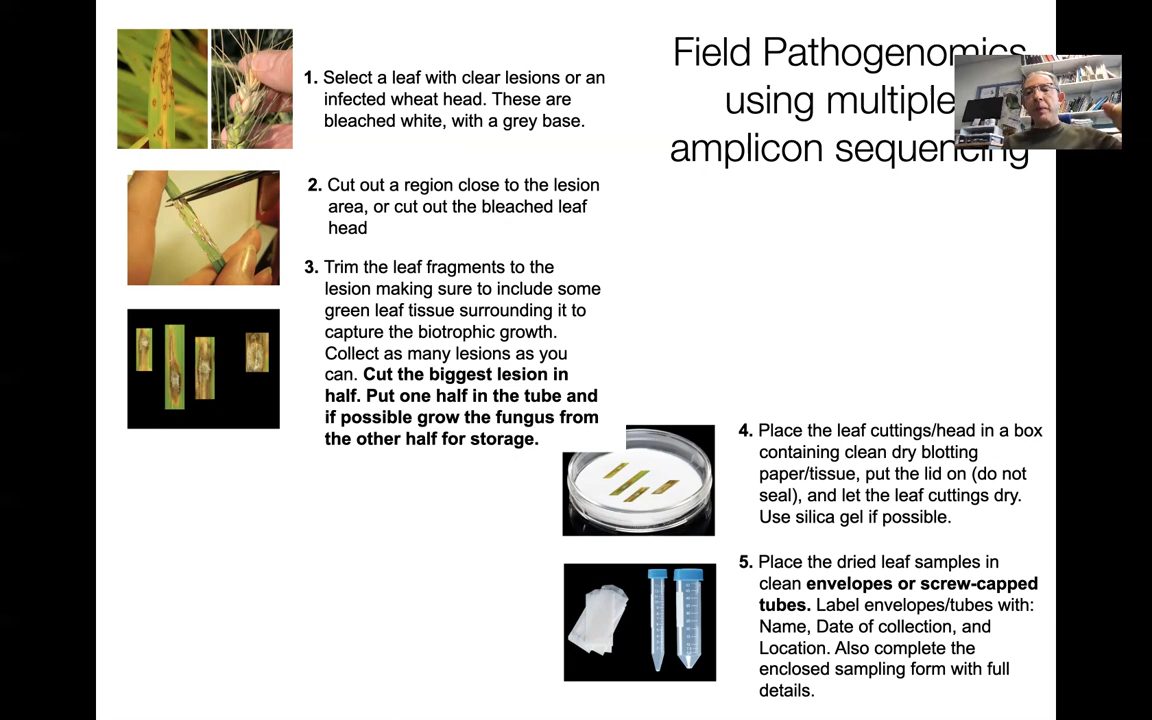 Field Pathogenomics
using multiple
amplicon sequencing
1. Select a leaf with clear lesions or an
infected wheat head. These are
bleached white, with a grey base.
2. Cut out a region close to the lesion
area, or cut out the bleached leaf
head
3. Trim the leaf fragments to the
lesion making sure to include some
green leaf tissue surrounding it to
capture the biotrophic growth.
Collect as many lesions as you
can. Cut the biggest lesion in
half. Put one half in the tube and
if possible grow the fungus from
the other half for storage.
4. Place the leaf cuttings/head in a box
containing clean dry blotting
paper/tissue, put the lid on (do not
seal), and let the leaf cuttings dry.
Use silica gel if possible.
5. Place the dried leaf samples in
clean envelopes or screw-capped
tubes. Label envelopes/tubes with:
Name, Date of collection, and
Location. Also complete the
enclosed sampling form with full
details.